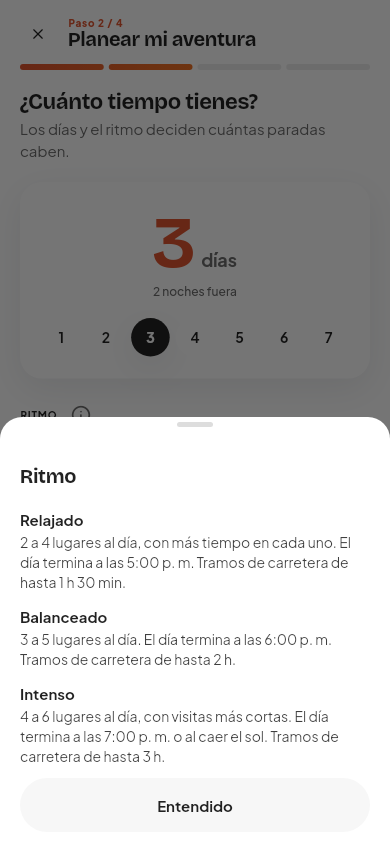 Paso 2 / 4
Planear mi aventura
¿Cuánto tiempo tienes?
Los días y el ritmo deciden cuántas paradas
caben.
3 días
2 noches fuera
1 2 3 4 5 6 7
RITMO
Ritmo
Relajado
2 a 4 lugares al día, con más tiempo en cada uno. El
día termina a las 5:00 p. m. Tramos de carretera de
hasta 1 h 30 min.
Balanceado
3 a 5 lugares al día. El día termina a las 6:00 p. m.
Tramos de carretera de hasta 2 h.
Intenso
4 a 6 lugares al día, con visitas más cortas. El día
termina a las 7:00 p. m. o al caer el sol. Tramos de
carretera de hasta 3 h.
Entendido